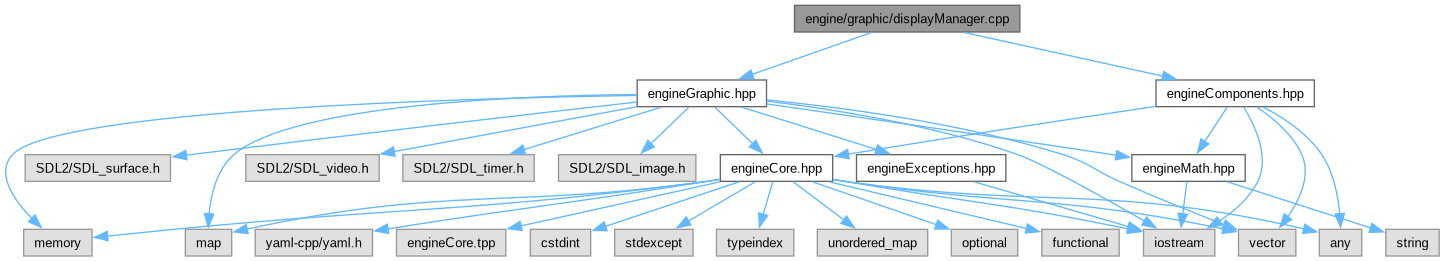 engine/graphic/displayManager.cpp
engineGraphic.hpp
engineComponents.hpp
SDL2/SDL_surface.h
SDL2/SDL_video.h
SDL2/SDL_timer.h
SDL2/SDL_image.h
engineCore.hpp
engineExceptions.hpp
engineMath.hpp
memory
map
yaml-cpp/yaml.h
engineCore.tpp
cstdint
stdexcept
typeindex
unordered_map
optional
functional
iostream
vector
any
string